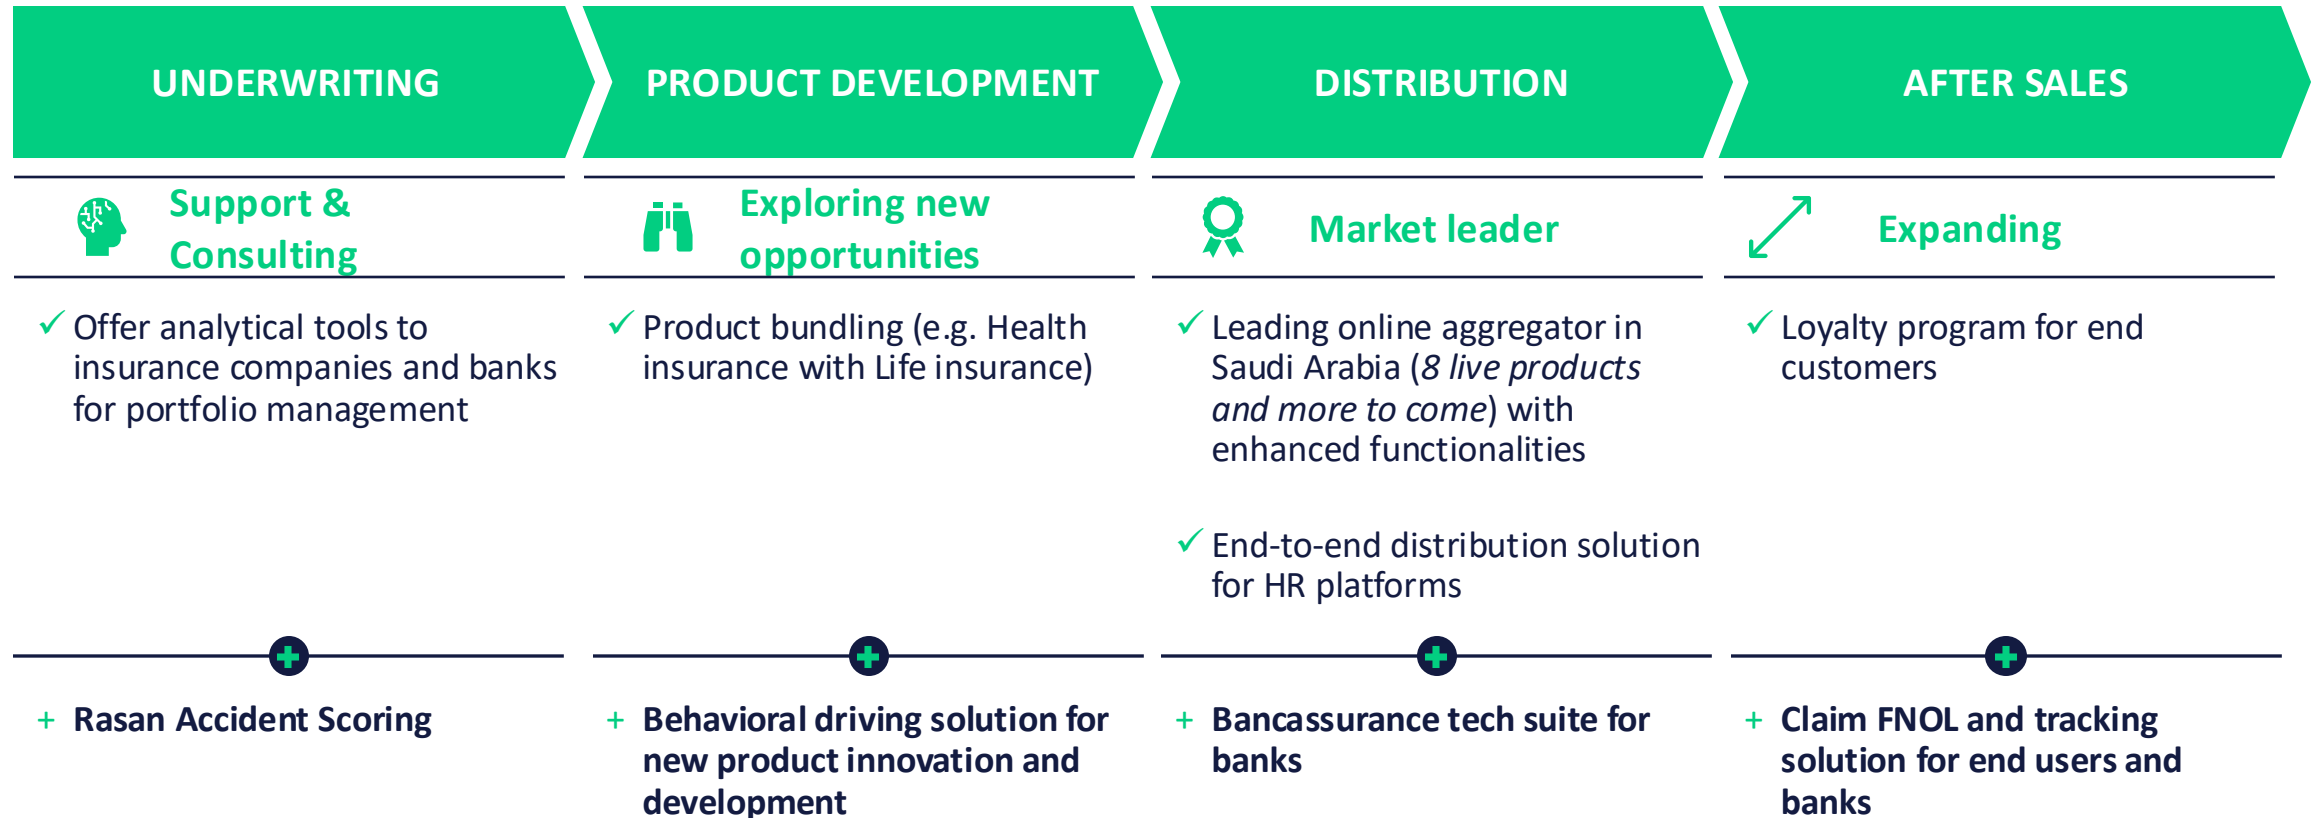 UNDERWRITING
PRODUCT DEVELOPMENT
DISTRIBUTION
AFTER SALES
Support &
Consulting
Exploring new
opportunities
Market leader
Expanding
Offer analytical tools to
insurance companies and banks
for portfolio management
Product bundling (e.g. Health
insurance with Life insurance)
Leading online aggregator in
Saudi Arabia (8 live products
and more to come) with
enhanced functionalities
End-to-end distribution solution
for HR platforms
Loyalty program for end
customers
+ Rasan Accident Scoring
+ Behavioral driving solution for
new product innovation and
development
+ Bancassurance tech suite for
banks
+ Claim FNOL and tracking
solution for end users and
banks